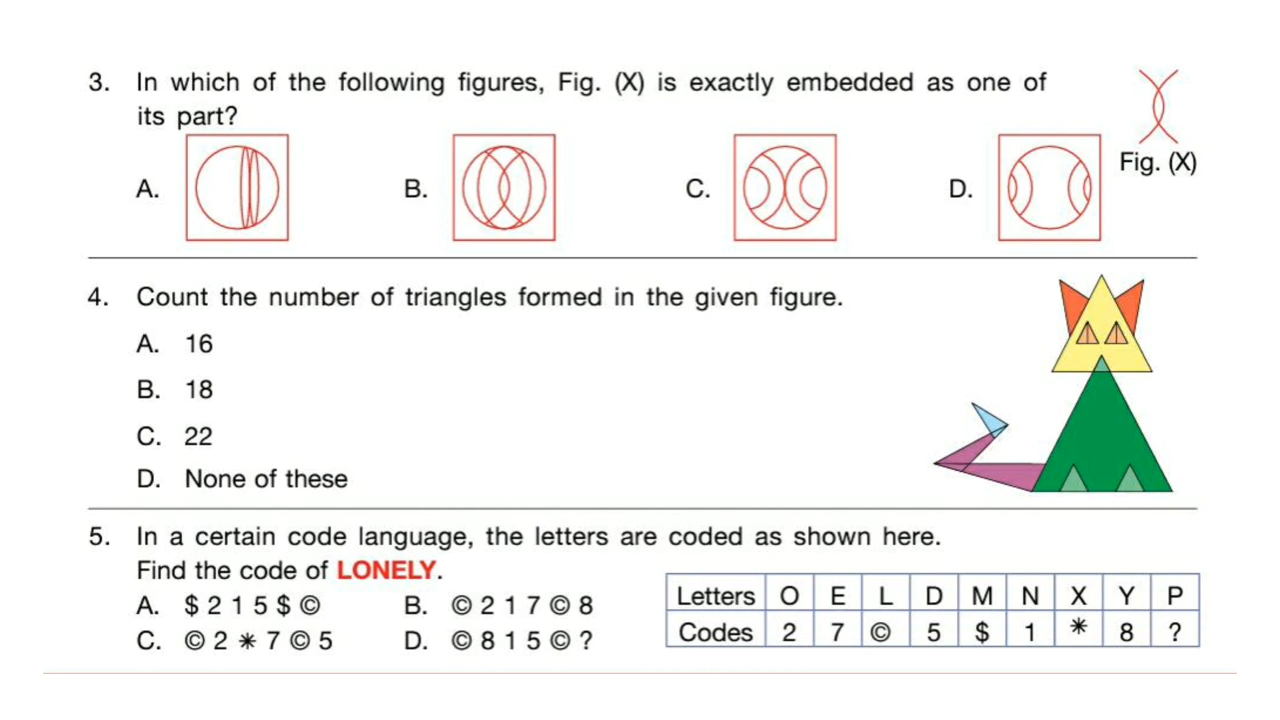 3. In which of the following figures, Fig. (X) is exactly embedded as one of
its part?
Fig. (X)
A. B. C. D.
4. Count the number of triangles formed in the given figure.
A. 16
B. 18
C. 22
D. None of these
5. In a certain code language, the letters are coded as shown here.
Find the code of LONELY.
A. $ 2 1 5 $ © B. © 2 1 7 © 8
C. © 2 * 7 © 5 D. © 8 1 5 © ?
Letters O E L D M N X Y P
Codes 2 7 © 5 $ 1 * 8 ?